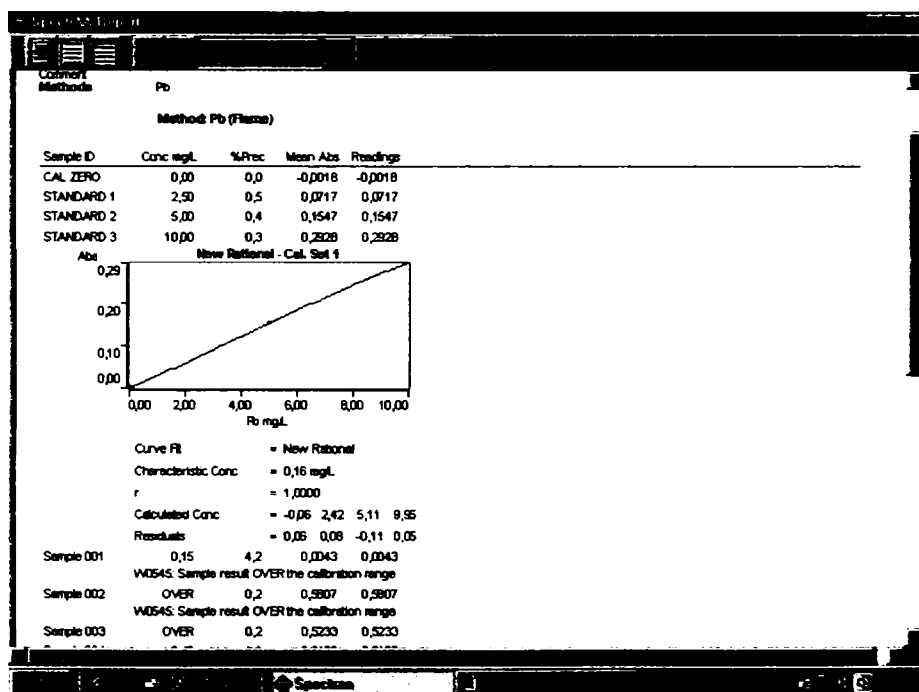 SpectrAA Report
Comment
Methods Pb
Method: Pb (Flame)
Sample ID Conc mg/L %Prec Mean Abs Readings
CAL ZERO 0,00 0,0 -0,0018 -0,0018
STANDARD 1 2,50 0,5 0,0717 0,0717
STANDARD 2 5,00 0,4 0,1547 0,1547
STANDARD 3 10,00 0,3 0,2928 0,2928
Abs New Rational - Cal. Set 1
0,29
0,20
0,10
0,00
0,00 2,00 4,00 6,00 8,00 10,00
Pb mg/L
Curve Fit = New Rational
Characteristic Conc = 0,16 mg/L
r = 1,0000
Calculated Conc = -0,06 2,42 5,11 9,95
Residuals = 0,06 0,08 -0,11 0,05
Sample 001 0,15 4,2 0,0043 0,0043
W0545: Sample result OVER the calibration range
Sample 002 OVER 0,2 0,5807 0,5807
W0545: Sample result OVER the calibration range
Sample 003 OVER 0,2 0,5233 0,5233
Spectraa